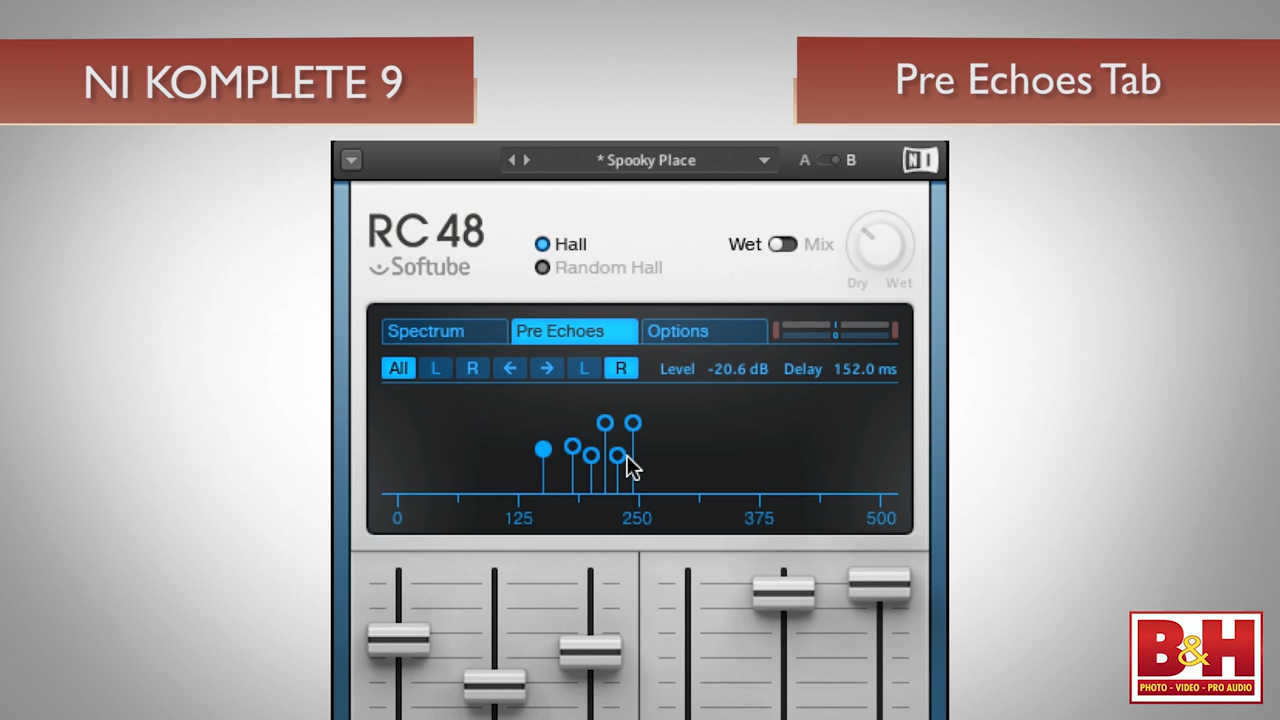 NI KOMPLETE 9
Pre Echoes Tab
* Spooky Place
A B
NI
RC 48
Softube
Hall
Random Hall
Wet Mix
Dry Wet
Spectrum Pre Echoes Options
0
All L R ← → L R Level -20.6 dB Delay 152.0 ms
0 125 250 375 500
B&H
PHOTO - VIDEO - PRO AUDIO